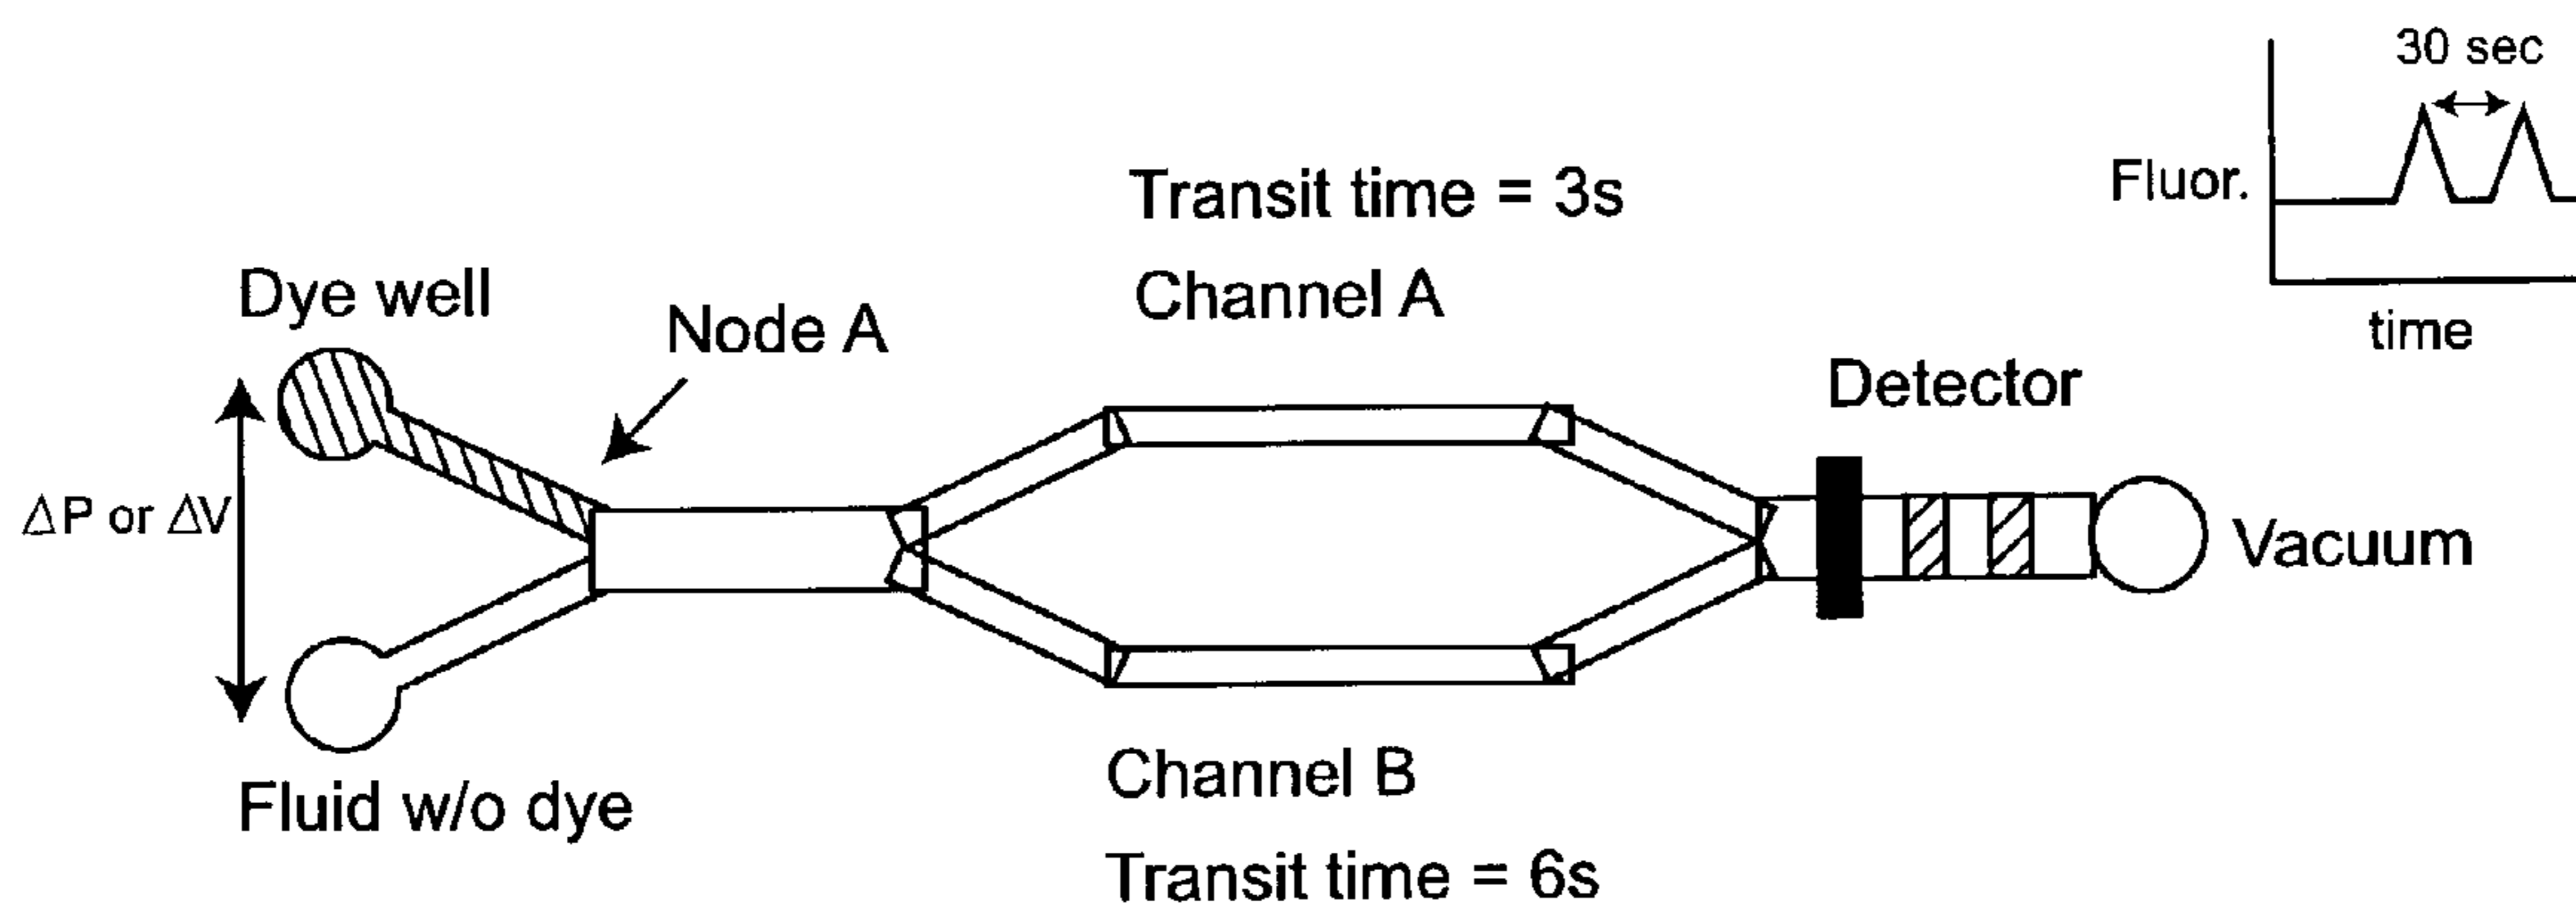 30 sec
Fluor.
time
Transit time = 3s
Channel A
Dye well
Node A
Detector
ΔP or ΔV
Vacuum
Fluid w/o dye
Channel B
Transit time = 6s